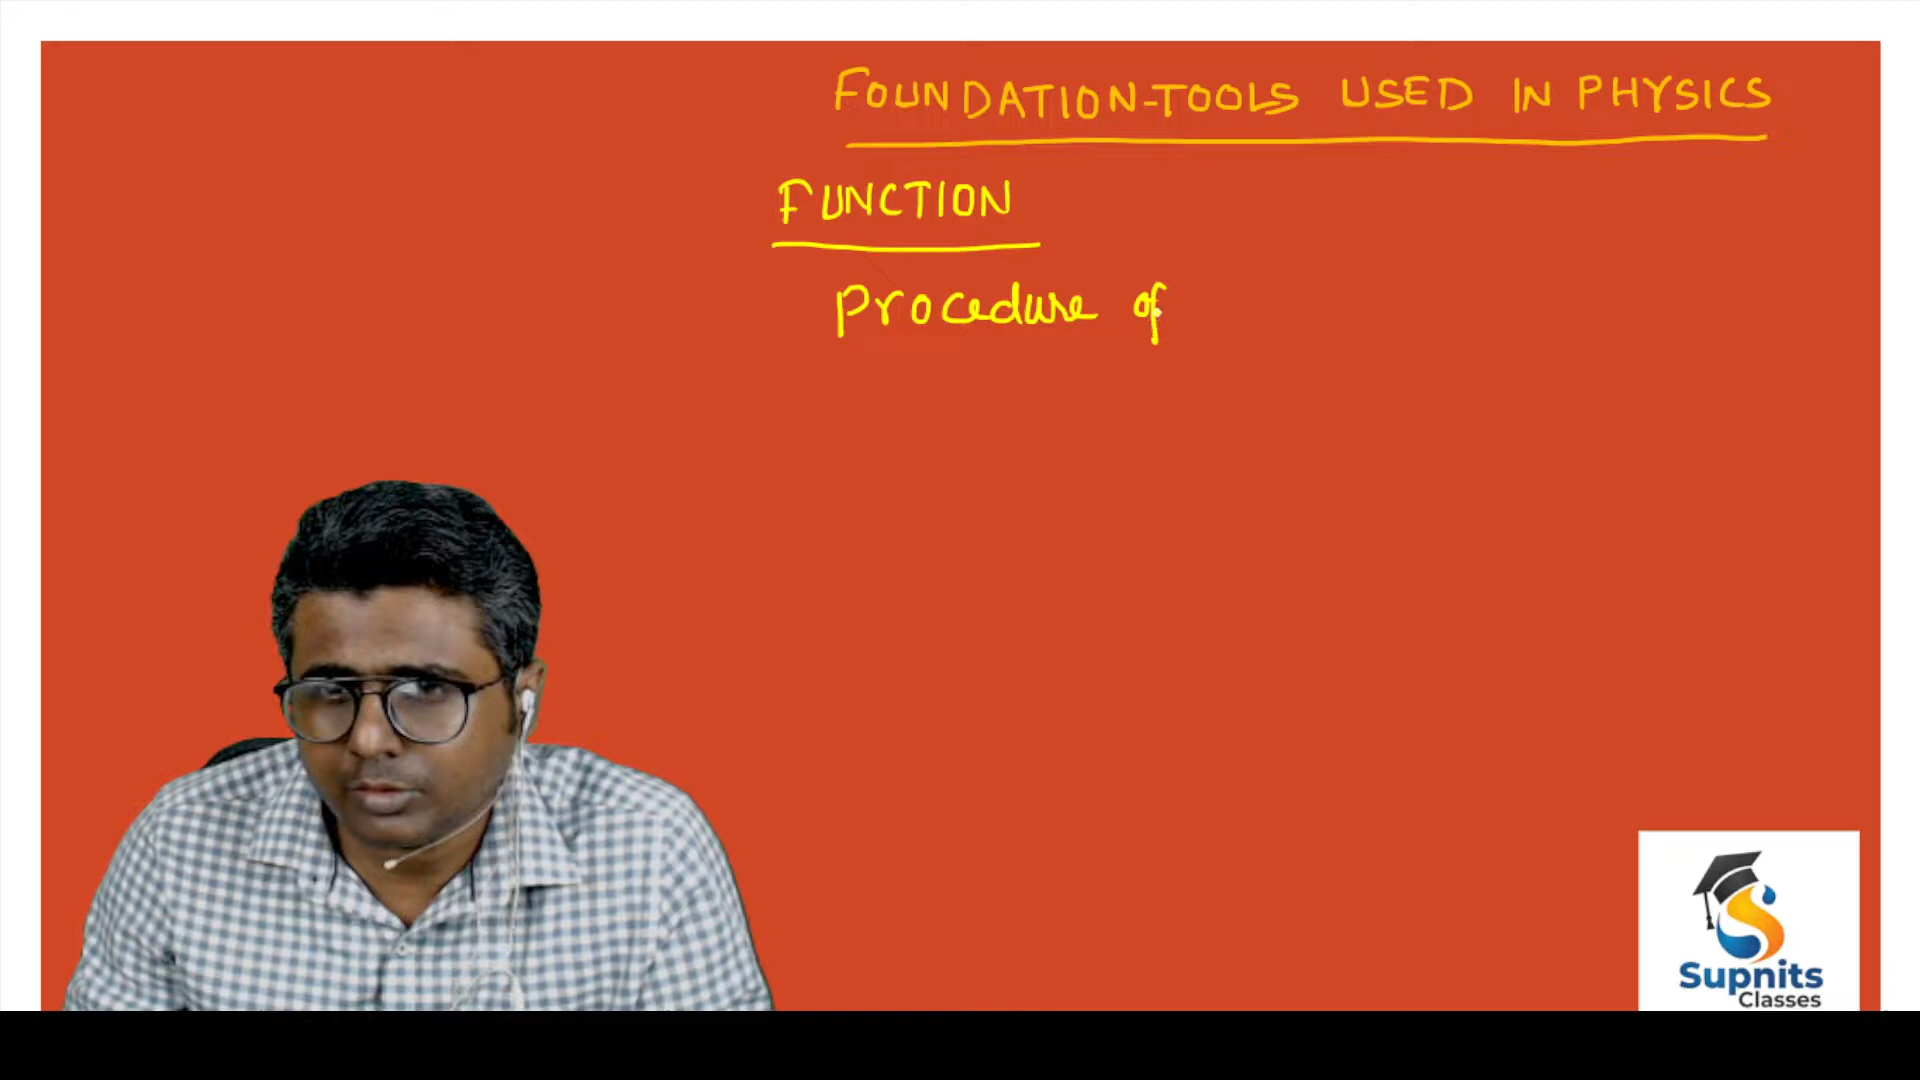 FOUNDATION-TOOLS USED IN PHYSICS
FUNCTION
Procedure of
Supnits
Classes